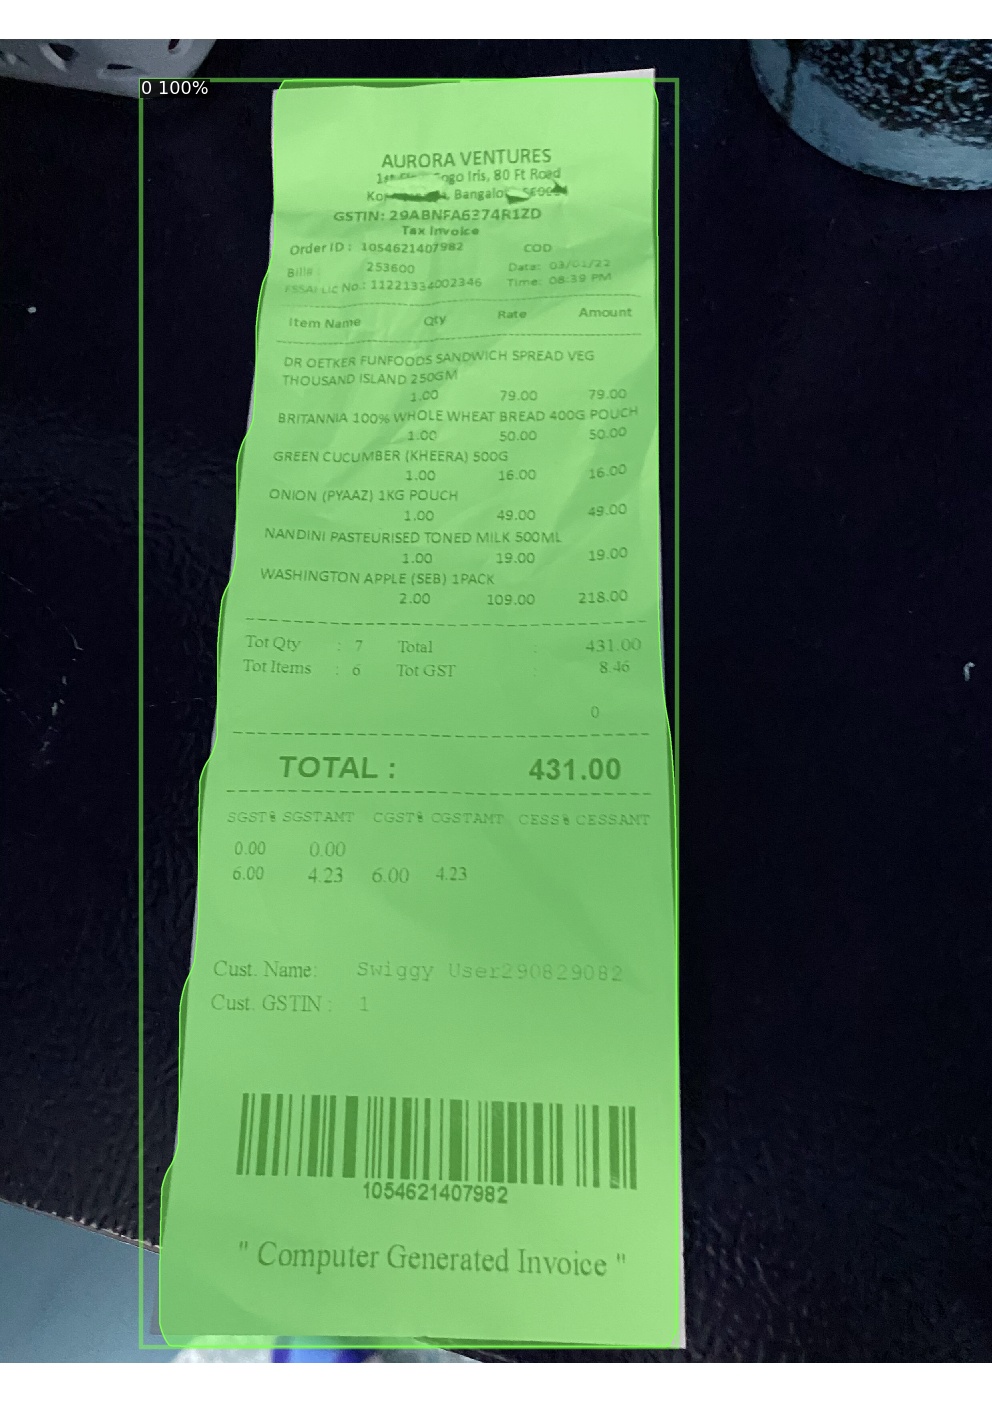 0 100%
AURORA VENTURES
Iris, 80 Ft Road
Bangalo
GSTIN: 29ABNFA6374R1ZD
Tax Invoice
Order ID : 1054621407982 COD
Bill# : 253600 Date: 03/01/22
FSSAI Lic No.: 11221334002346 Time: 08:39 PM
Item Name Qty Rate Amount
DR OETKER FUNFOODS SANDWICH SPREAD VEG
THOUSAND ISLAND 250GM
1.00 79.00 79.00
BRITANNIA 100% WHOLE WHEAT BREAD 400G POUCH
1.00 50.00 50.00
GREEN CUCUMBER (KHEERA) 500G
1.00 16.00 16.00
ONION (PYAAZ) 1KG POUCH
1.00 49.00 49.00
NANDINI PASTEURISED TONED MILK 500ML
1.00 19.00 19.00
WASHINGTON APPLE (SEB) 1PACK
2.00 109.00 218.00
Tot Qty : 7 Total : 431.00
Tot Items : 6 Tot GST : 8.46
0
TOTAL : 431.00
SGST% SGSTAMT CGST% CGSTAMT CESS% CESSAMT
0.00 0.00
6.00 4.23 6.00 4.23
Cust. Name: Swiggy User290829082
Cust. GSTIN : 1
1054621407982
" Computer Generated Invoice "